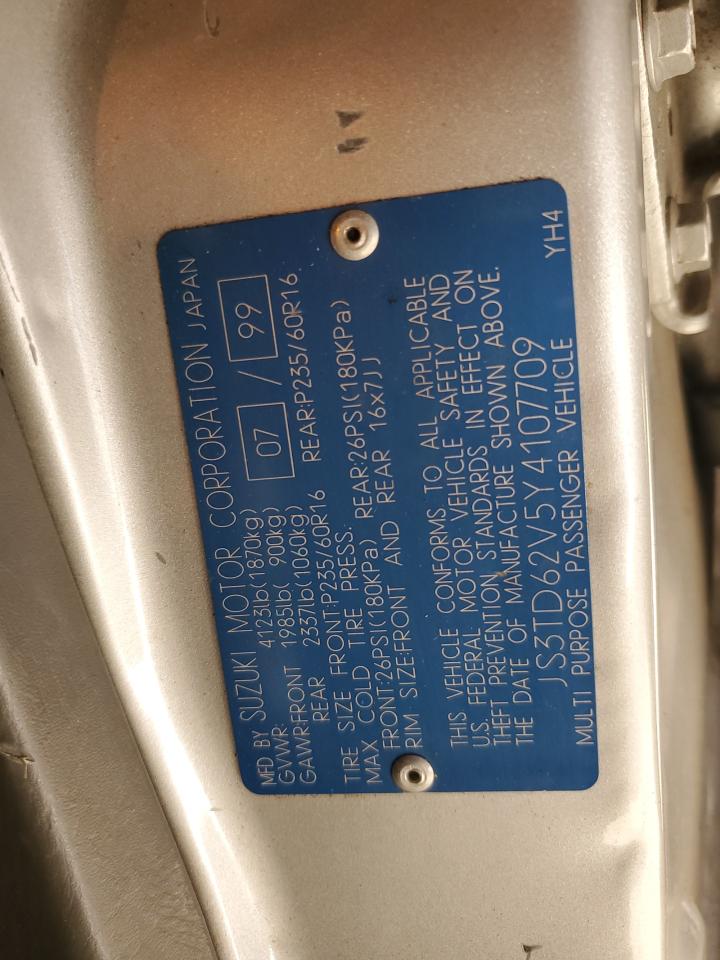 MFD BY SUZUKI MOTOR CORPORATION JAPAN
GVWR: 4123lb(1870kg) 07 / 99
GAWR:FRONT 1985lb( 900kg)
REAR 2337lb(1060kg)
TIRE SIZE FRONT:P235/60R16 REAR:P235/60R16
MAX COLD TIRE PRESS:
FRONT:26PSI(180KPa) REAR:26PSI(180KPa)
RIM SIZE:FRONT AND REAR 16x7JJ
THIS VEHICLE CONFORMS TO ALL APPLICABLE
U.S. FEDERAL MOTOR VEHICLE SAFETY AND
THEFT PREVENTION STANDARDS IN EFFECT ON
THE DATE OF MANUFACTURE SHOWN ABOVE.
JS3TD62V5Y4107709
MULTI PURPOSE PASSENGER VEHICLE YH4